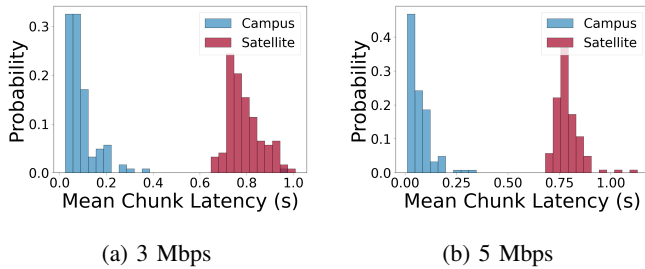 Probability
0.3
0.2
0.1
0.0
Campus
Satellite
0.0 0.2 0.4 0.6 0.8 1.0
Mean Chunk Latency (s)
(a) 3 Mbps
Probability
0.4
0.3
0.2
0.1
0.0
Campus
Satellite
0.00 0.25 0.50 0.75 1.00
Mean Chunk Latency (s)
(b) 5 Mbps